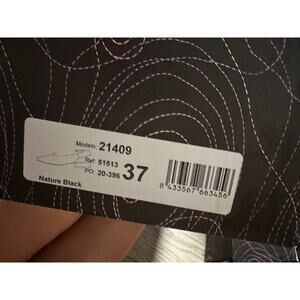 Modelo: 21409
Ref. 51513
PO. 20-396 37
Nature Black
8 433567 663456